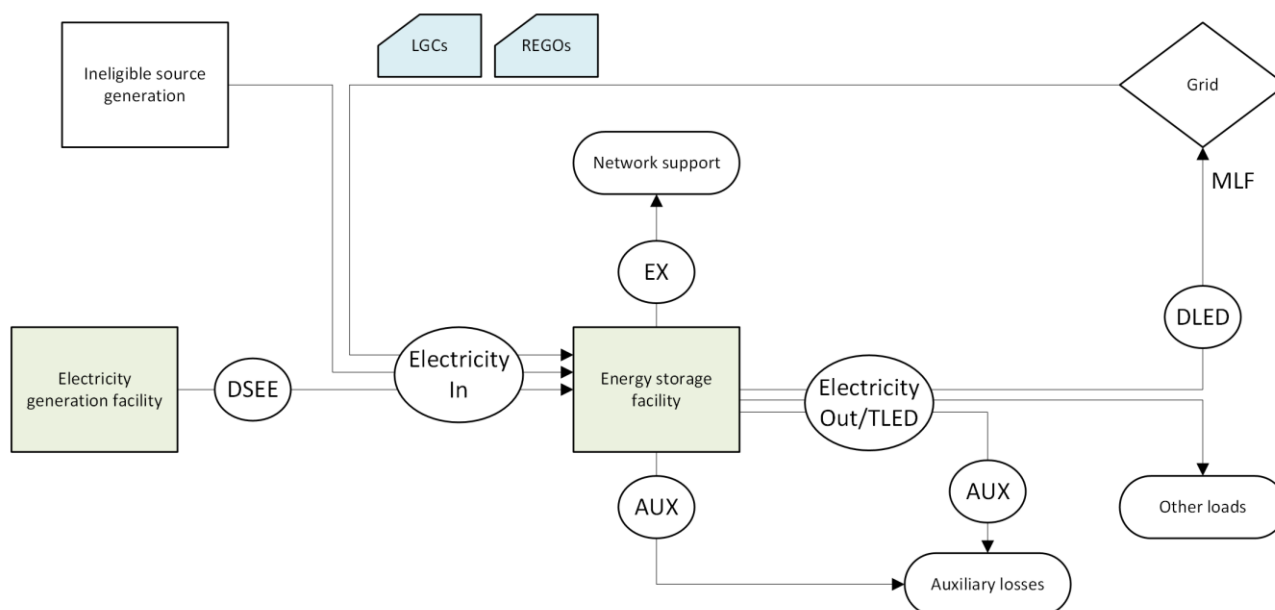 LGCs
REGOs
Ineligible source
generation
Grid
Network support
MLF
EX
DLED
Electricity
generation facility
DSEE
Electricity
In
Energy storage
facility
Electricity
Out/TLED
AUX
AUX
Other loads
Auxiliary losses